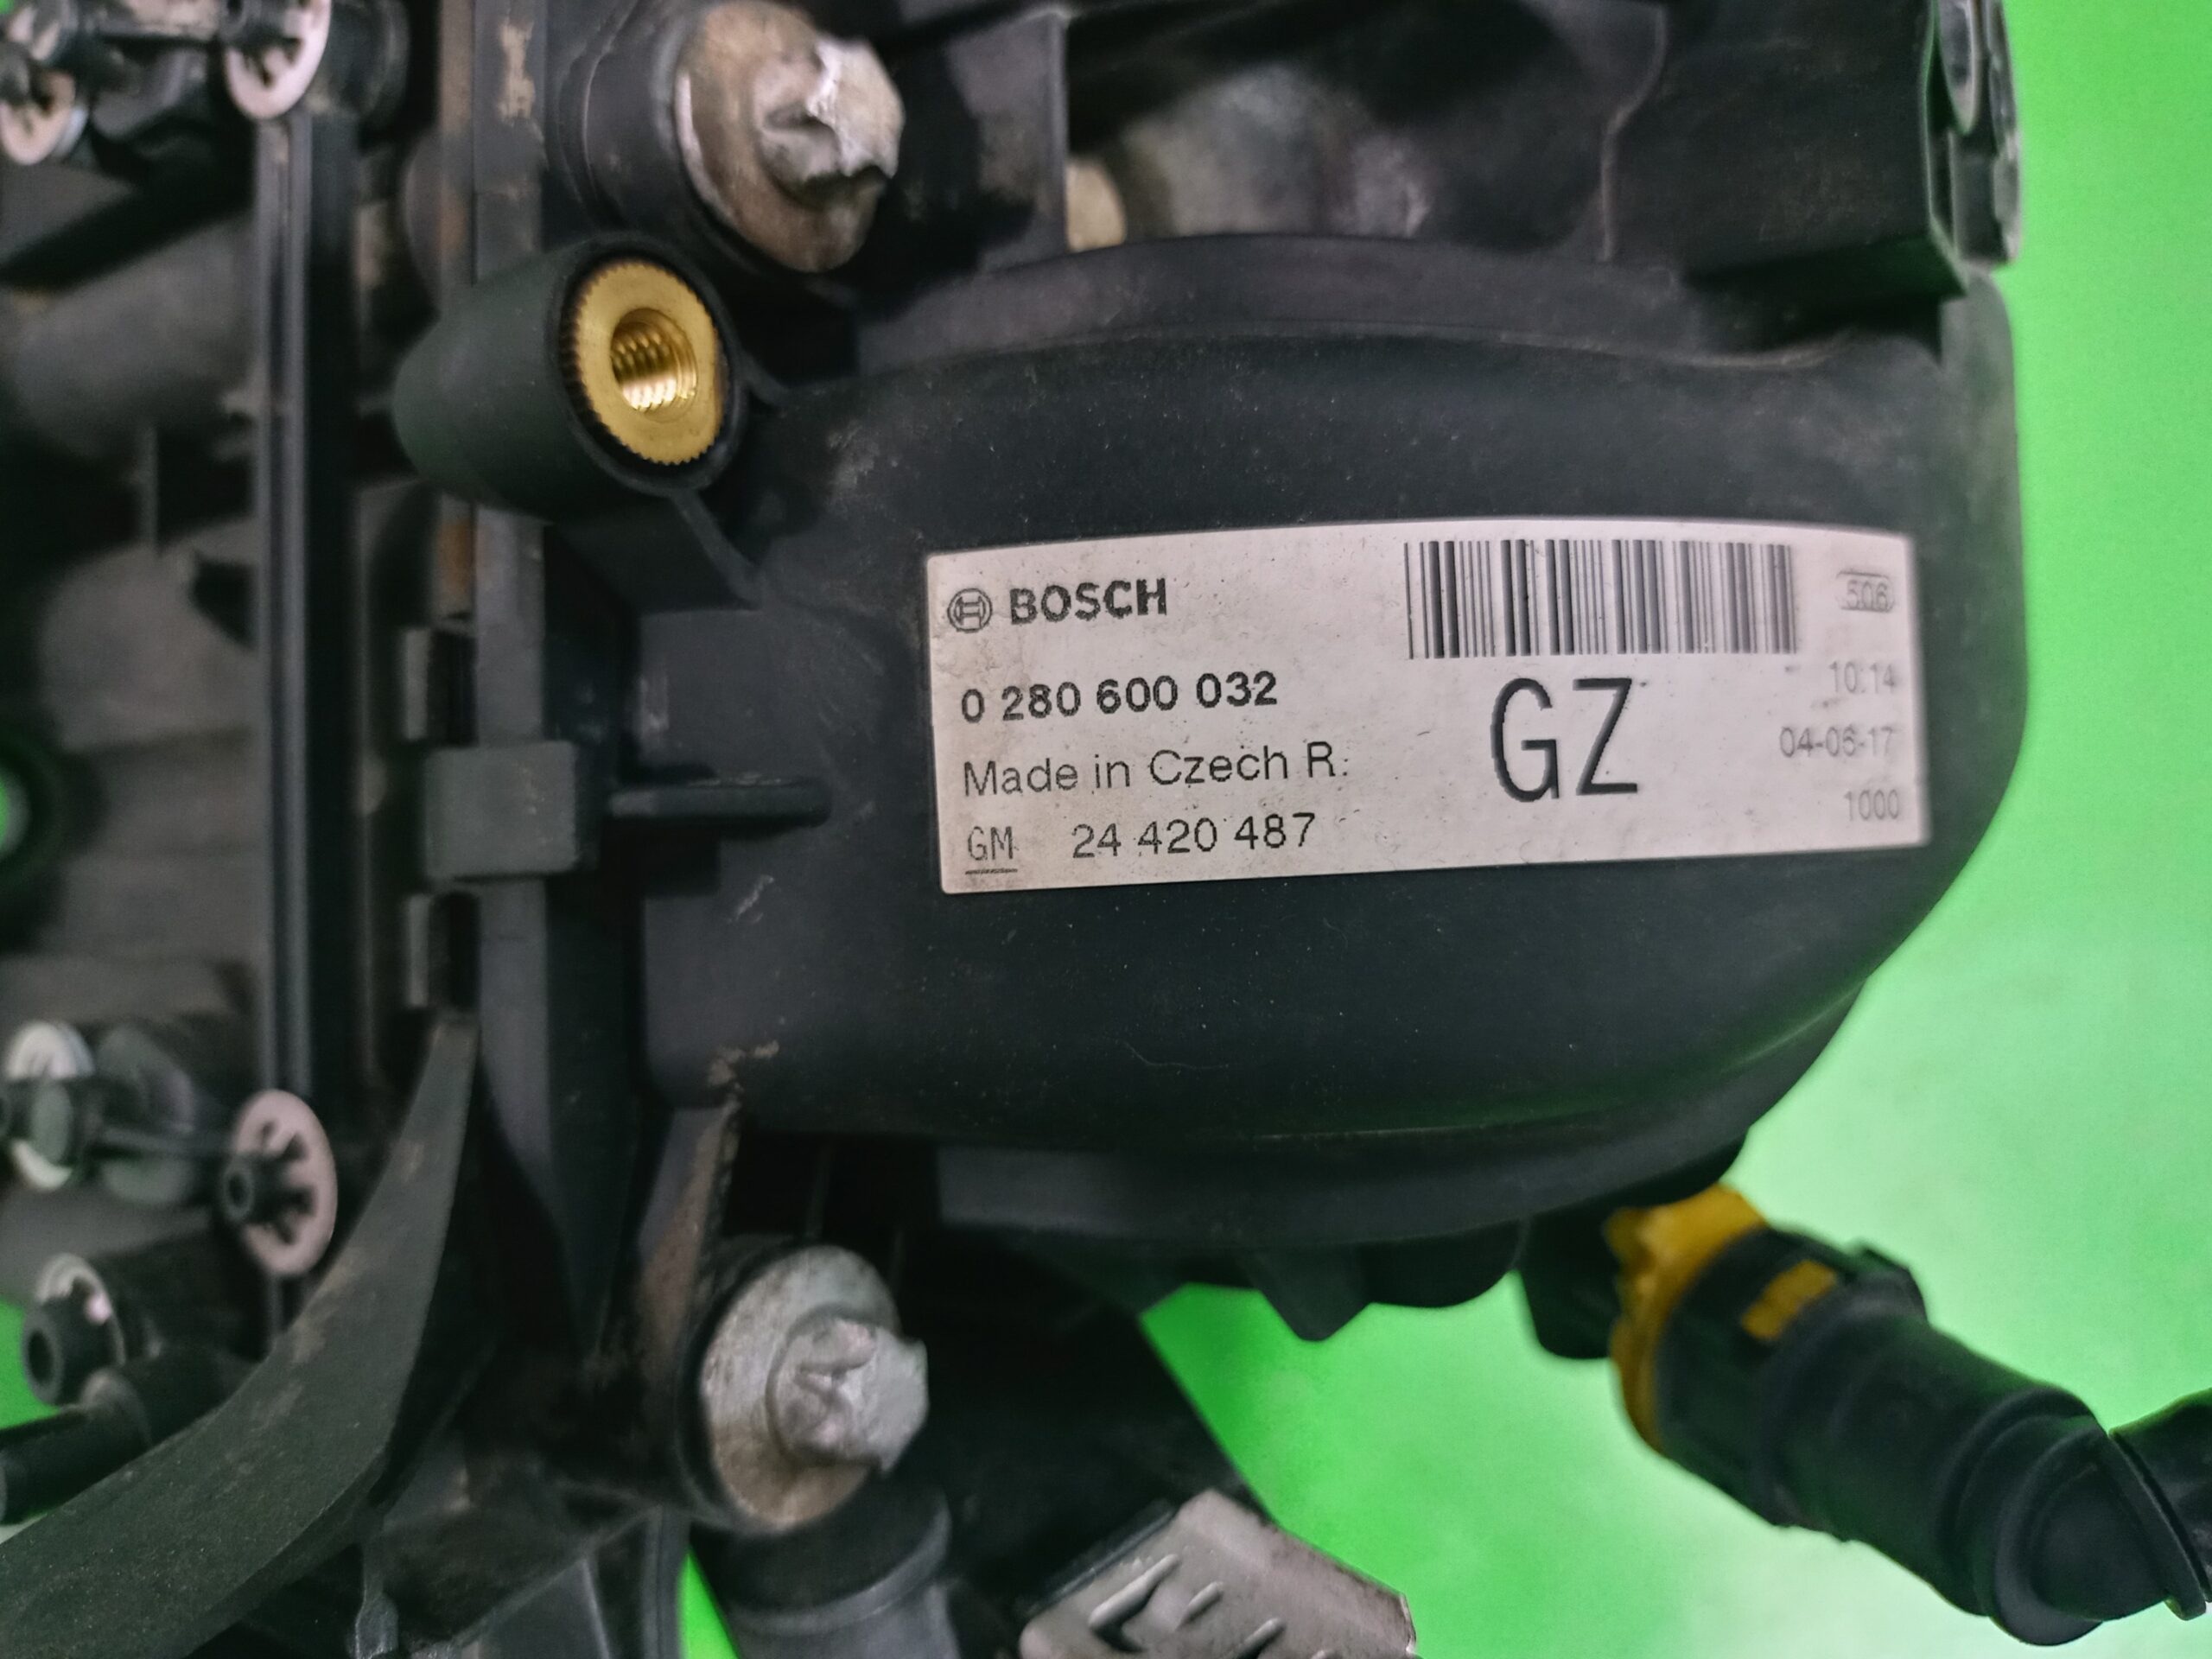 BOSCH
506
0 280 600 032
10:14
Made in Czech R.
GZ
04-06-17
GM 24 420 487
1000